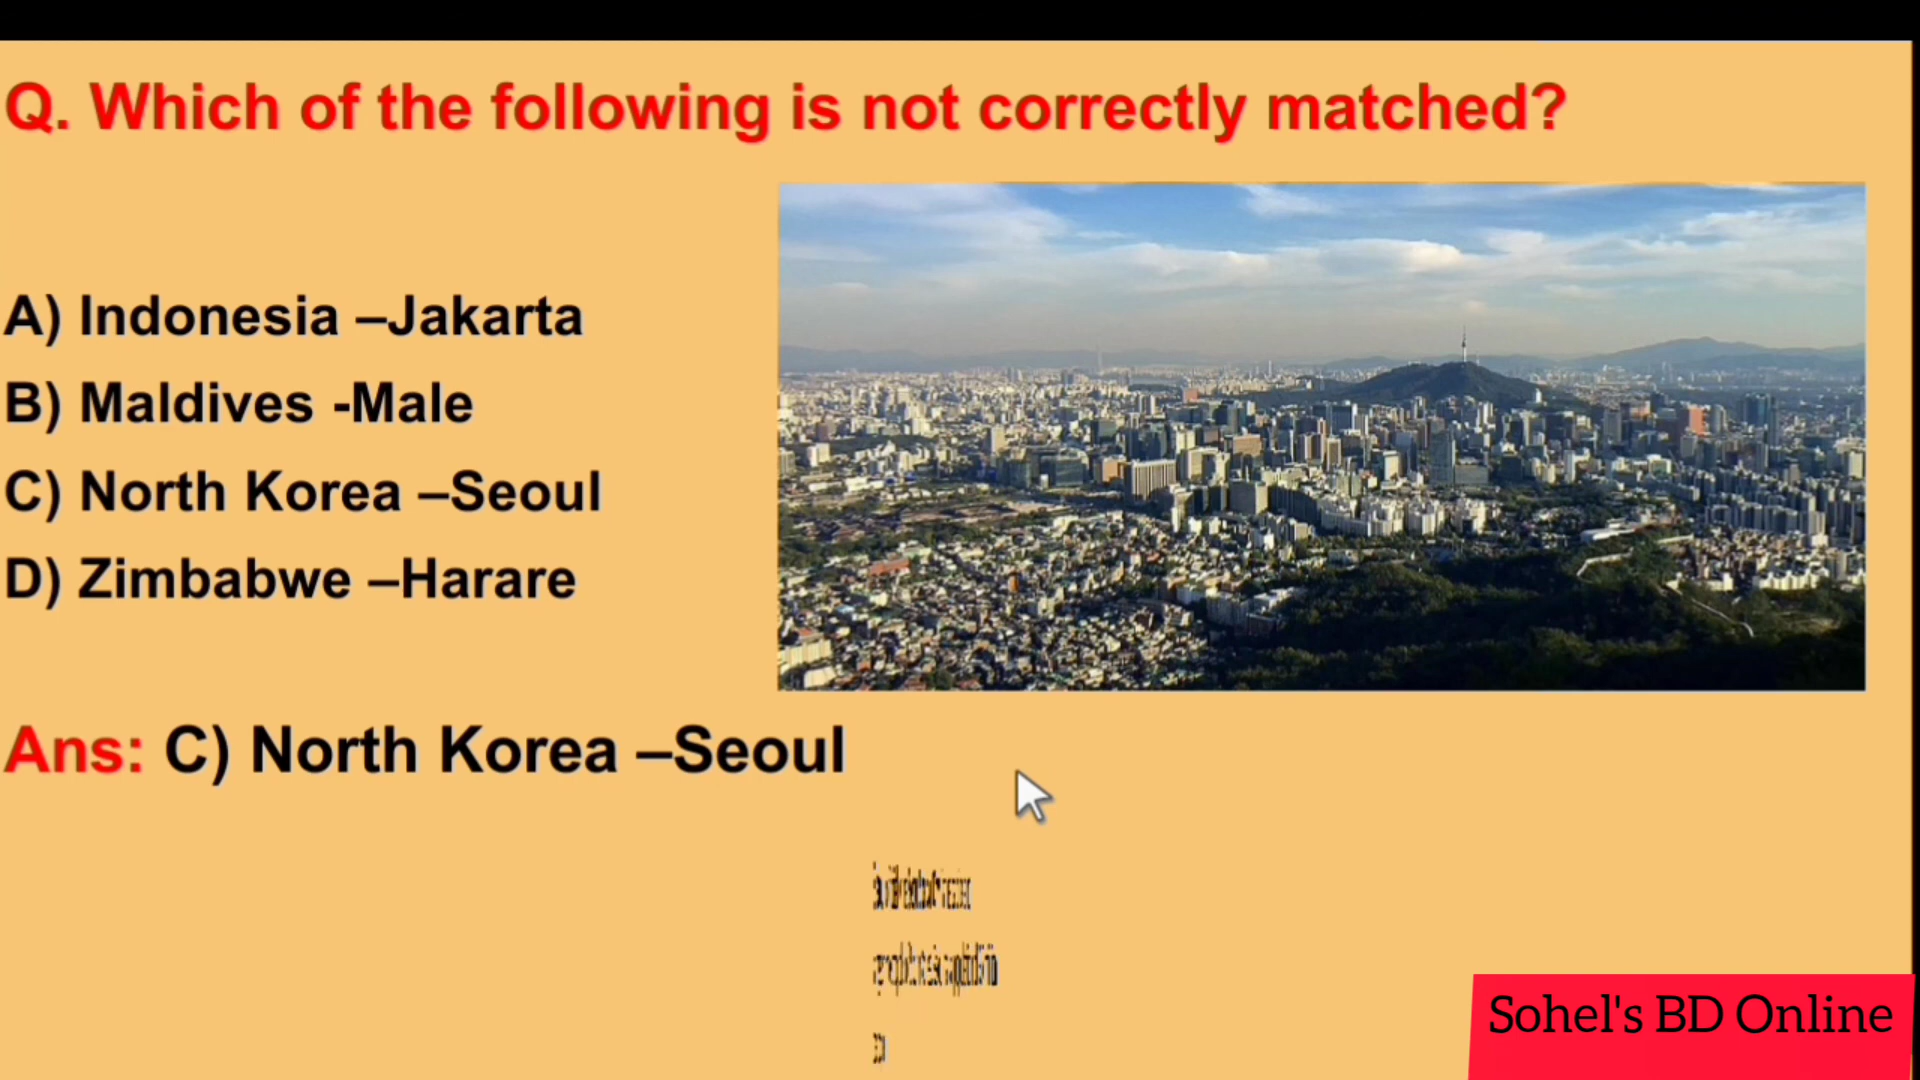 Q. Which of the following is not correctly matched?
A) Indonesia –Jakarta
B) Maldives -Male
C) North Korea –Seoul
D) Zimbabwe –Harare
Ans: C) North Korea –Seoul
Sohel's BD Online